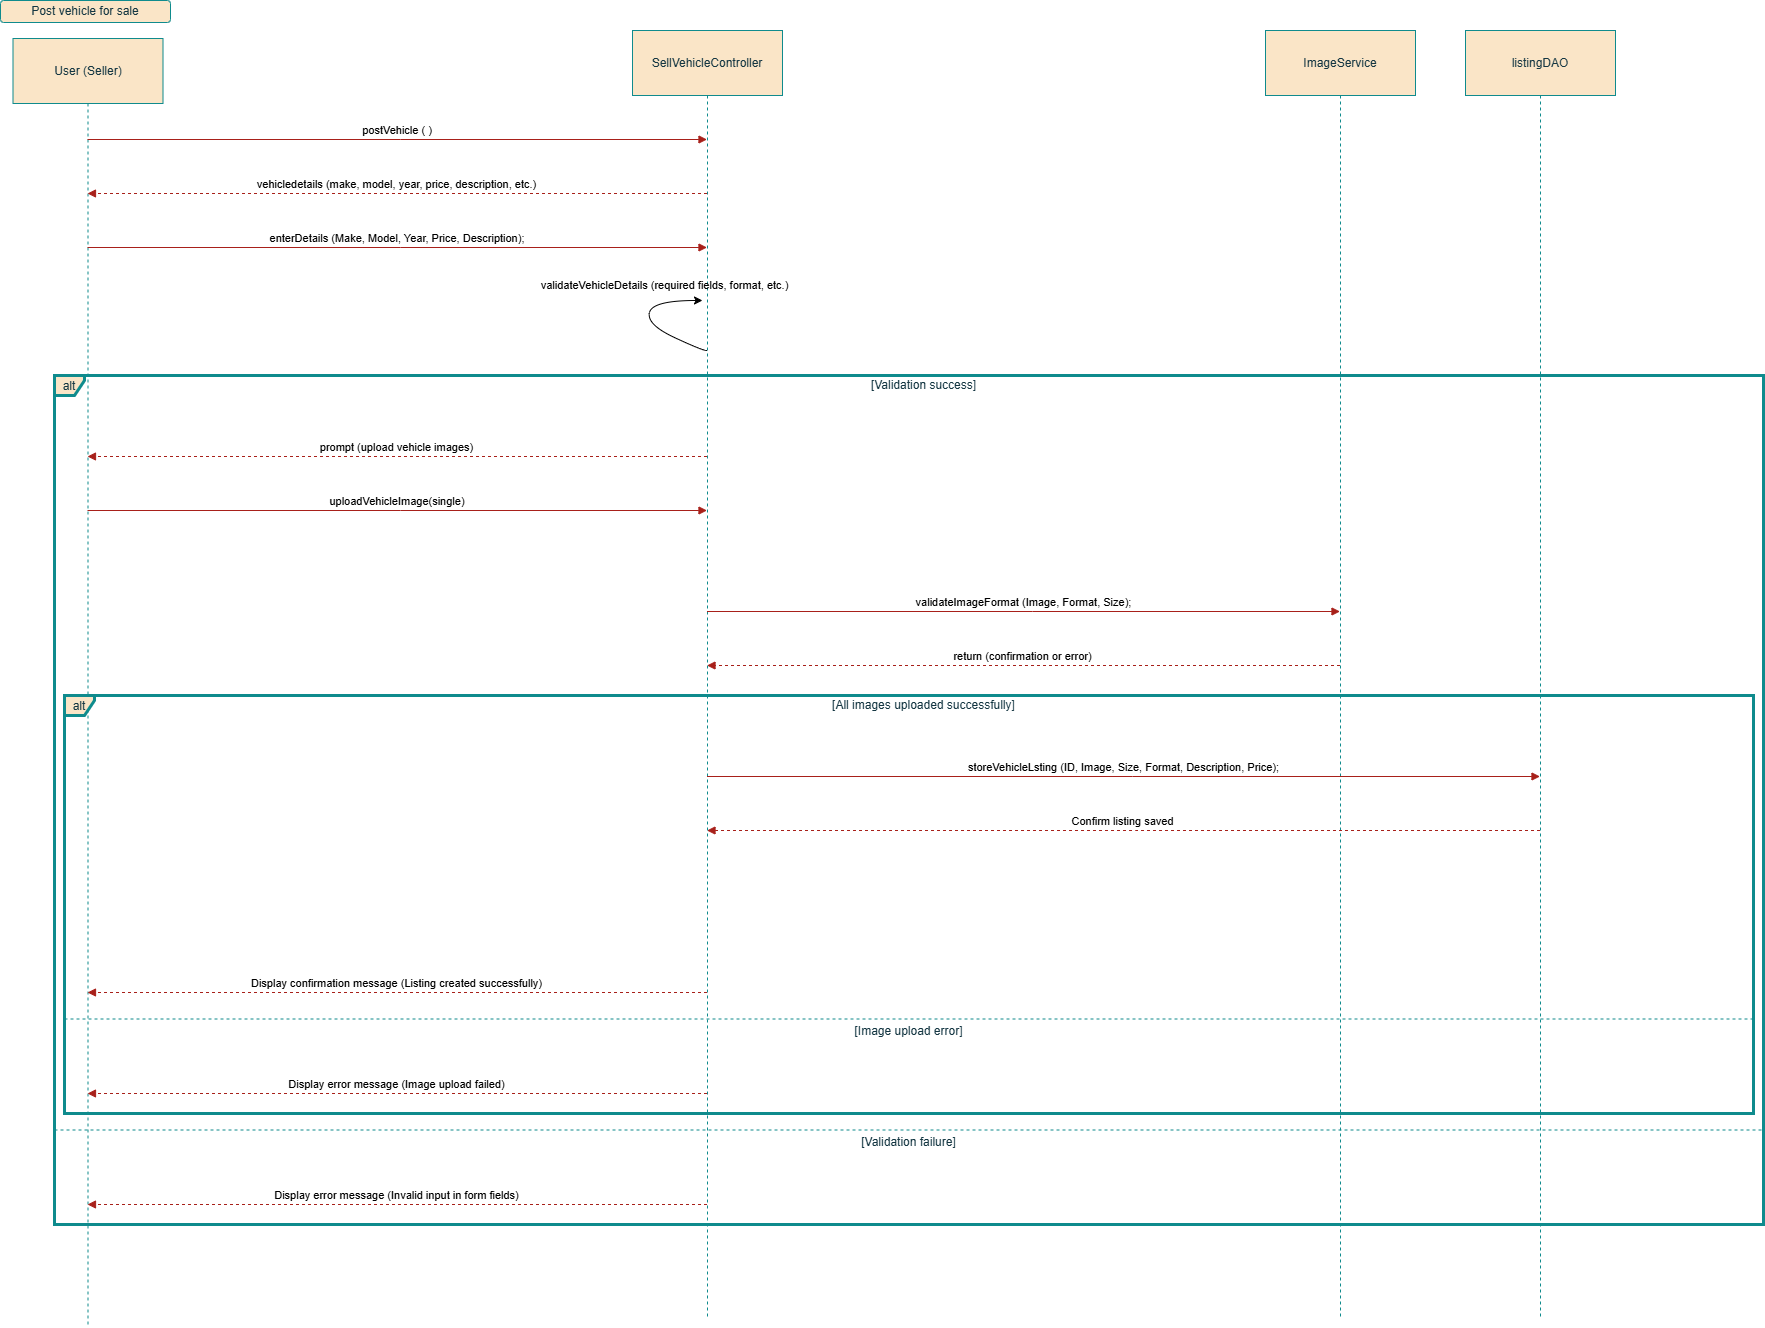 Post vehicle for sale
User (Seller)
SellVehicleController
ImageService
listingDAO
postVehicle ( )
vehicledetails (make, model, year, price, description, etc.)
enterDetails (Make, Model, Year, Price, Description);
validateVehicleDetails (required fields, format, etc.)
alt
[Validation success]
prompt (upload vehicle images)
uploadVehicleImage(single)
validateImageFormat (Image, Format, Size);
return (confirmation or error)
alt
[All images uploaded successfully]
storeVehicleLsting (ID, Image, Size, Format, Description, Price);
Confirm listing saved
Display confirmation message (Listing created successfully)
[Image upload error]
Display error message (Image upload failed)
[Validation failure]
Display error message (Invalid input in form fields)